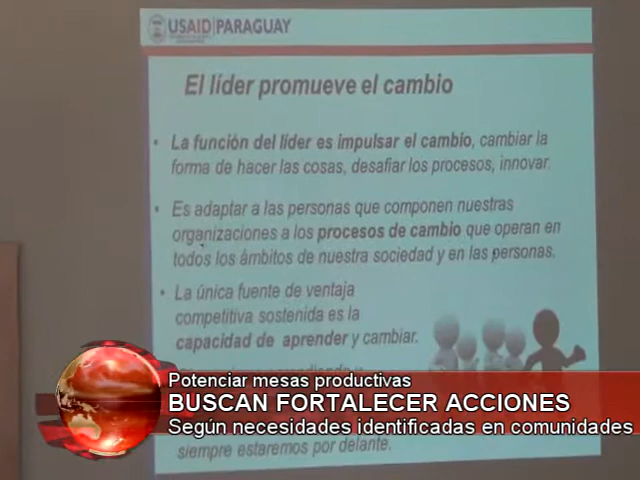 USAID | PARAGUAY
El líder promueve el cambio
• La función del líder es impulsar el cambio, cambiar la
forma de hacer las cosas, desafiar los procesos, innovar.
• Es adaptar a las personas que componen nuestras
organizaciones a los procesos de cambio que operan en
todos los ámbitos de nuestra sociedad y en las personas.
• La única fuente de ventaja
competitiva sostenida es la
capacidad de aprender y cambiar.
Potenciar mesas productivas
BUSCAN FORTALECER ACCIONES
Según necesidades identificadas en comunidades
siempre estaremos por delante.